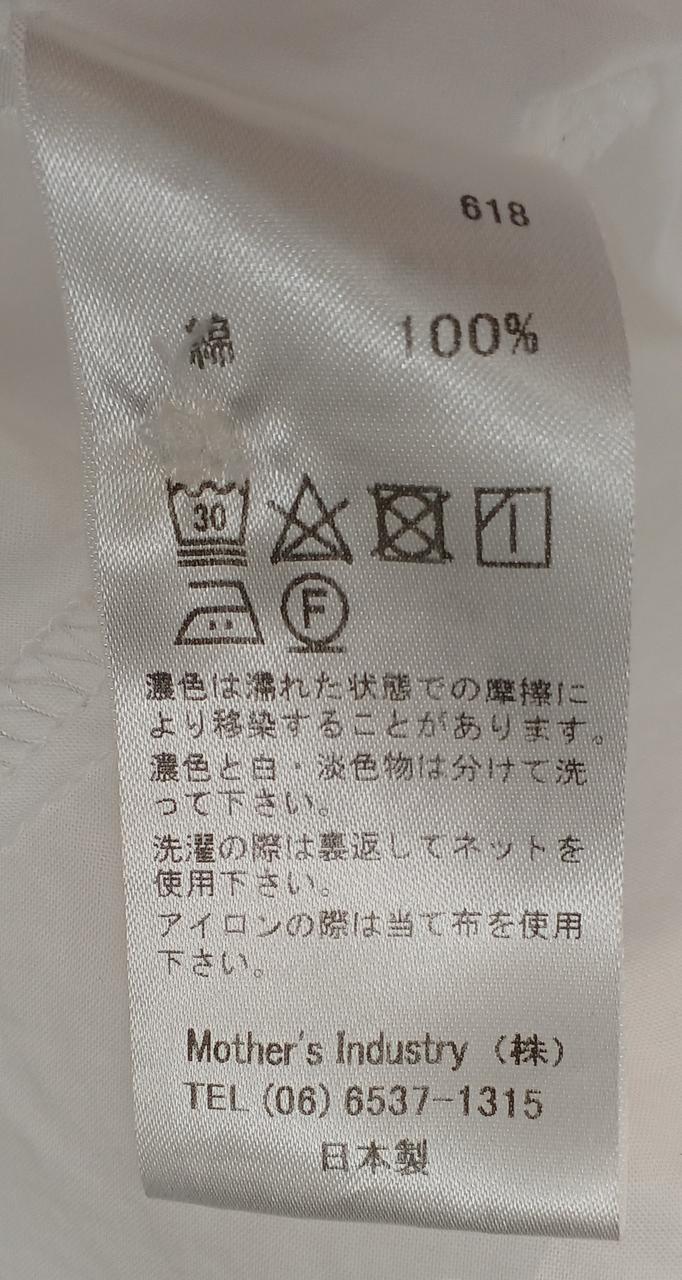 618
綿 100%
30
F
濃色は濡れた状態での摩擦に
より移染することがあります。
濃色と白・淡色物は分けて洗
って下さい。
洗濯の際は裏返してネットを
使用下さい。
アイロンの際は当て布を使用
下さい。
Mother's Industry (株)
TEL (06) 6537-1315
日本製